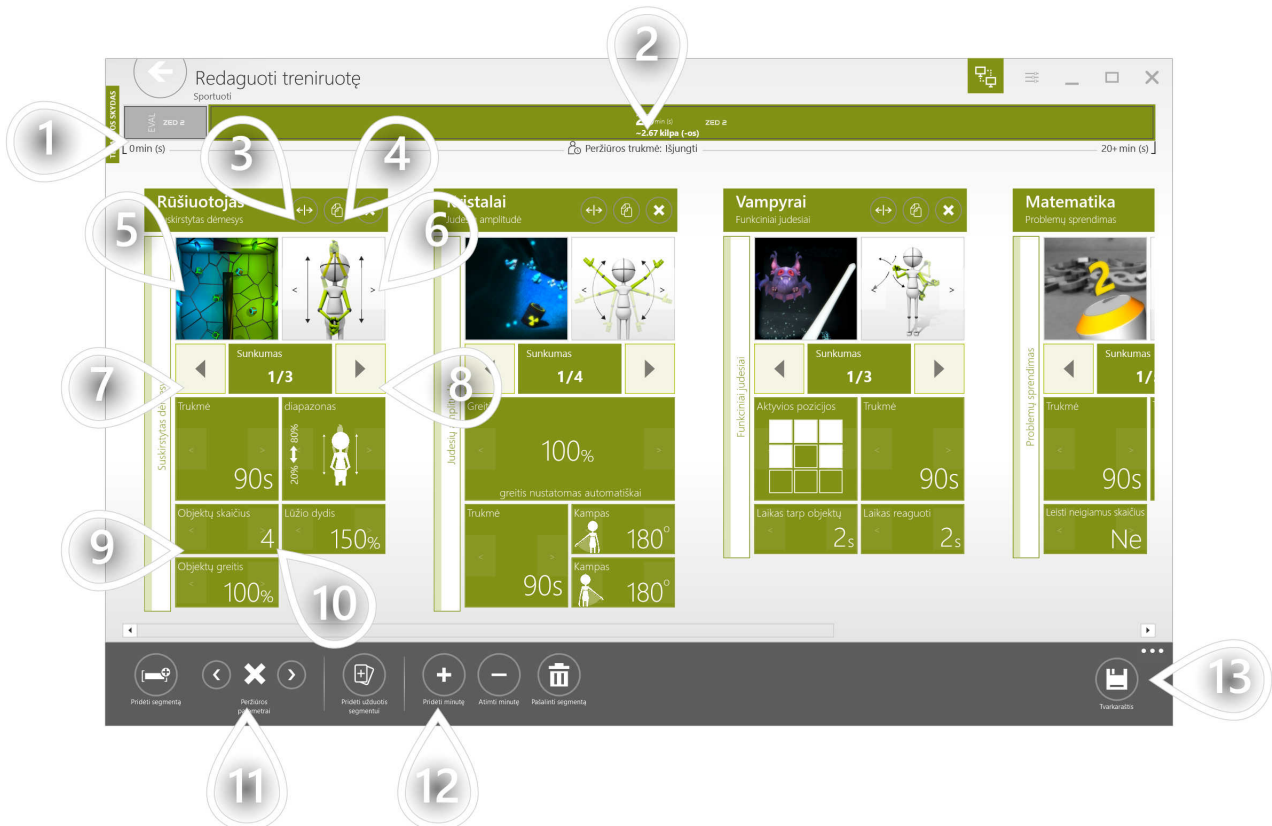 2
Redaguoti treniruotę
Sportuoti
EVAL
ZED 2
min (s)
~2.67 kilpa (-os)
ZED 2
1
0min (s)
Peržiūros trukmė: Išjungti
20+ min (s)
3
4
5
6
Rūšiuotojas
Suskirstytas dėmesys
Kristalai
Judesių amplitudė
Vampyrai
Funkciniai judesiai
Matematika
Problemų sprendimas
7
8
Sunkumas
1/3
Sunkumas
1/4
Sunkumas
1/3
Sunkumas
Suskirstytas dėmesys
Trukmė
90s
diapazonas
20% 80%
Objektų skaičius
4
Lūžio dydis
150%
Objektų greitis
100%
9
10
100%
greitis nustatomas automatiškai
Trukmė
90s
Kampas
180°
Kampas
180°
Funkciniai judesiai
Aktyvios pozicijos
Trukmė
90s
Laikas tarp objektų
2s
Laikas reaguoti
2s
Problemų sprendimas
Trukmė
90s
Leisti neigiamus skaičius
Ne
Pridėti segmentą
Peržiūros
parametrai
Pridėti užduotis
segmentui
Pridėti minutę
Atimti minutę
Pašalinti segmentą
Tvarkaraštis
11
12
13